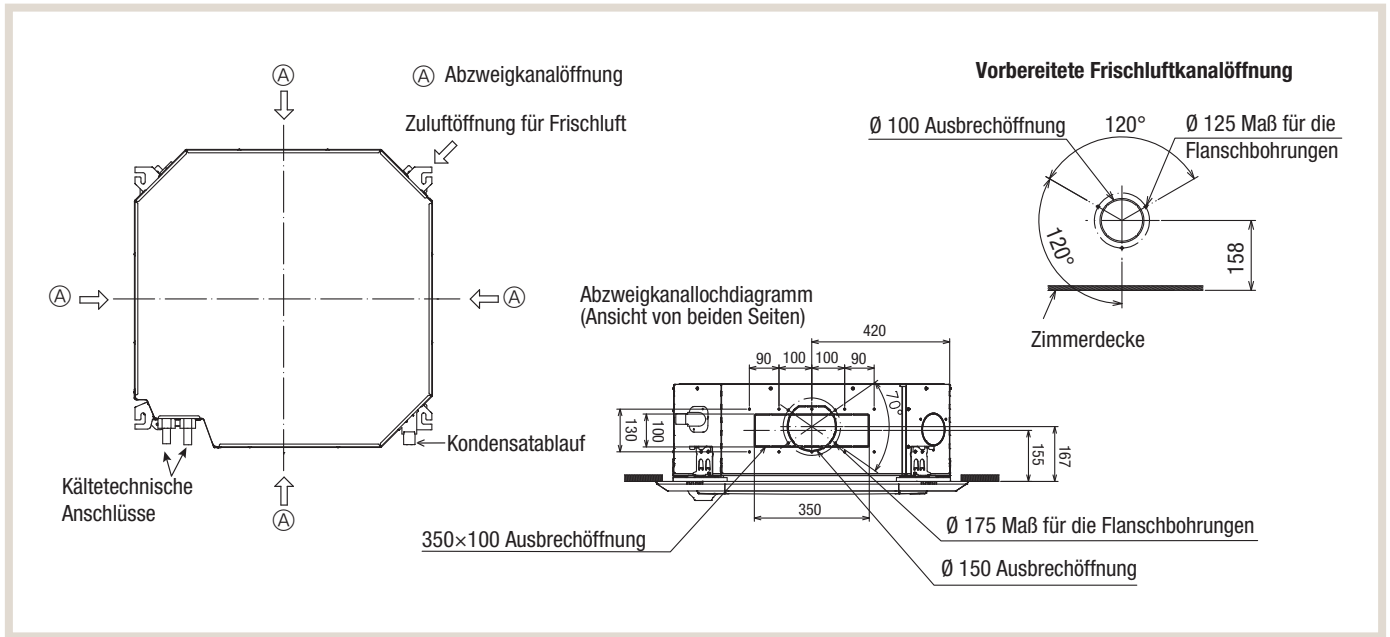 Ⓐ
Ⓐ Abzweigkanalöffnung
Zuluftöffnung für Frischluft
Ⓐ
Ⓐ
Kondensatablauf
Kältetechnische
Anschlüsse
Ⓐ
Vorbereitete Frischluftkanalöffnung
Ø 100 Ausbrechöffnung
120°
Ø 125 Maß für die
Flanschbohrungen
120°
158
Zimmerdecke
Abzweigkanallochdiagramm
(Ansicht von beiden Seiten)
420
90
100
100
90
70°
130
100
155
167
350
350×100 Ausbrechöffnung
Ø 175 Maß für die Flanschbohrungen
Ø 150 Ausbrechöffnung